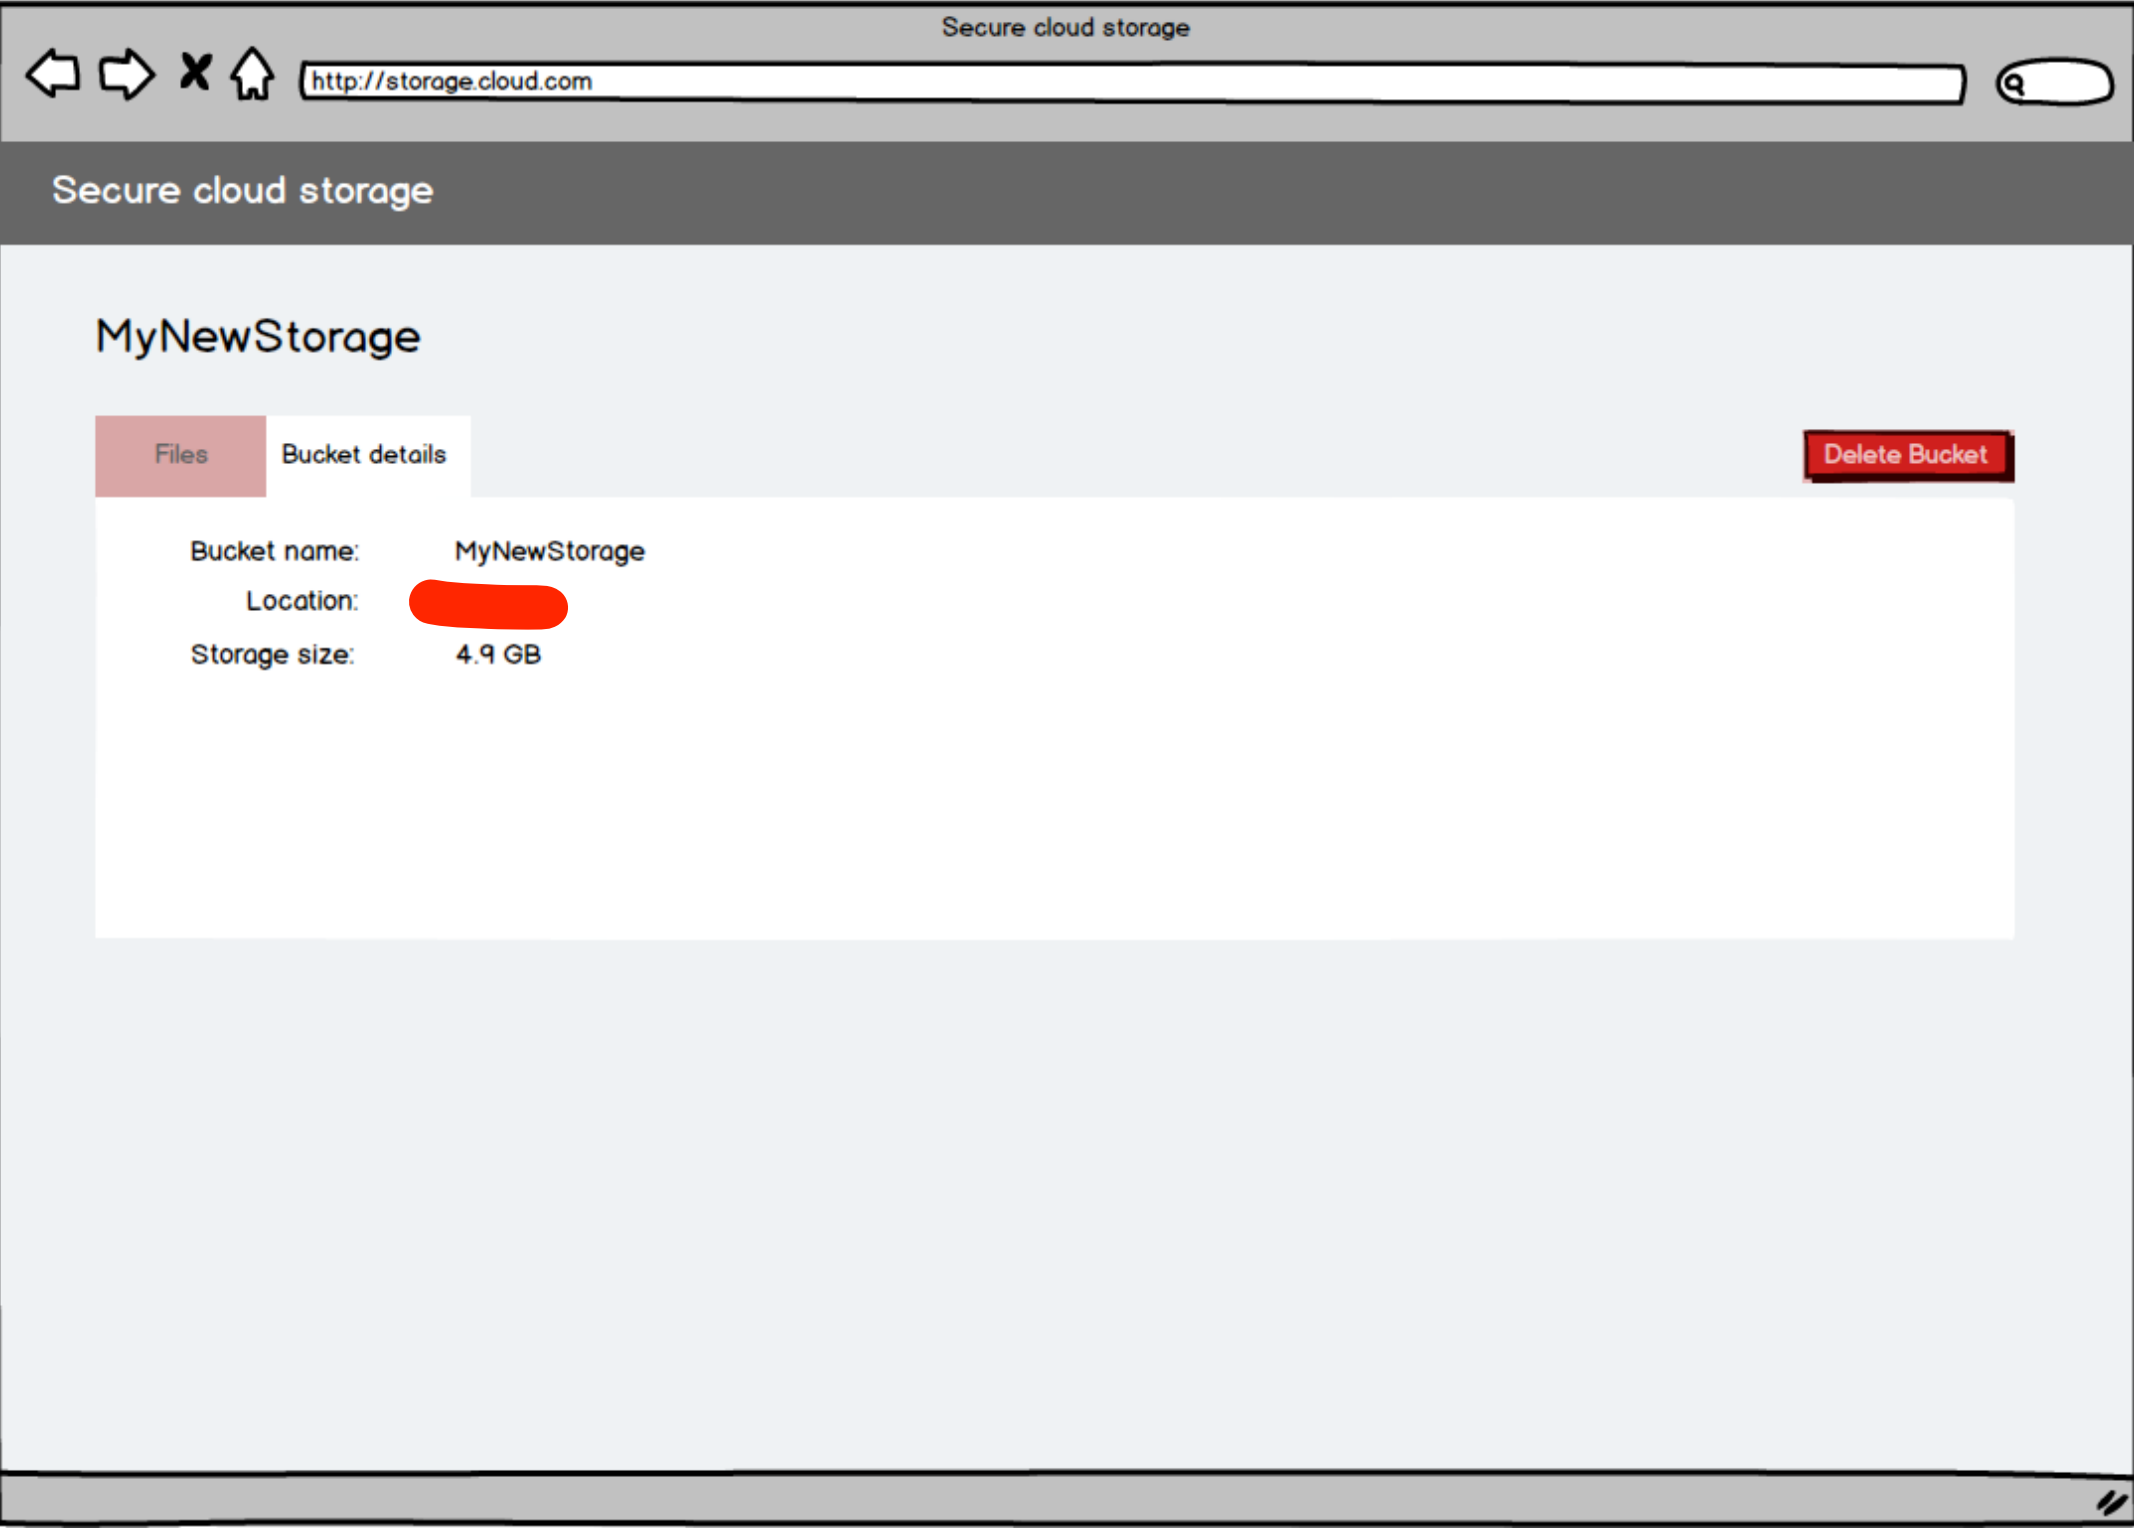 Secure cloud storage
http://storage.cloud.com
Secure cloud storage
MyNewStorage
Files
Bucket details
Delete Bucket
Bucket name: MyNewStorage
Location:
Storage size: 4.9 GB